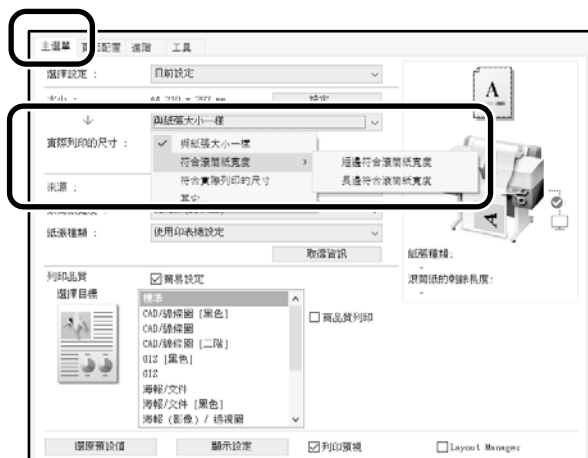 主選單 頁面配置 進階 工具
選擇設定 : 目前設定
大小 : A4 210 x 297 mm 設定
與紙張大小一樣
實際列印的尺寸 :
與紙張大小一樣
符合滾筒紙寬度
短邊符合滾筒紙寬度
符合實際列印的尺寸
長邊符合滾筒紙寬度
來源 :
其它
紙張種類 : 使用印表機設定
取得資訊
紙張種類:
-
滾筒紙的剩餘長度:
-
列印品質 簡易設定
選擇目標
標準
CAD/線條圖 [黑色]
CAD/線條圖
CAD/線條圖 [二階]
GIS [黑色]
GIS
海報/文件
海報/文件 [黑色]
海報 (影像) / 透視圖
高品質列印
還原預設值 顯示設定 列印預視 Layout Manager
A